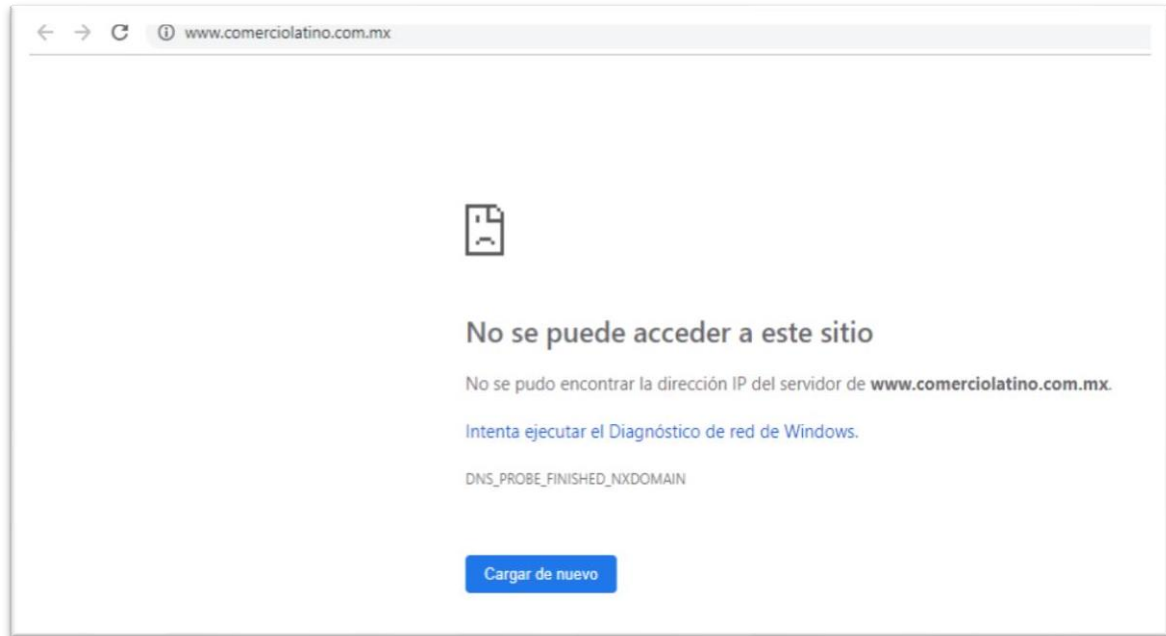 www.comerciolatino.com.mx
No se puede acceder a este sitio
No se pudo encontrar la dirección IP del servidor de www.comerciolatino.com.mx.
Intenta ejecutar el Diagnóstico de red de Windows.
DNS_PROBE_FINISHED_NXDOMAIN
Cargar de nuevo